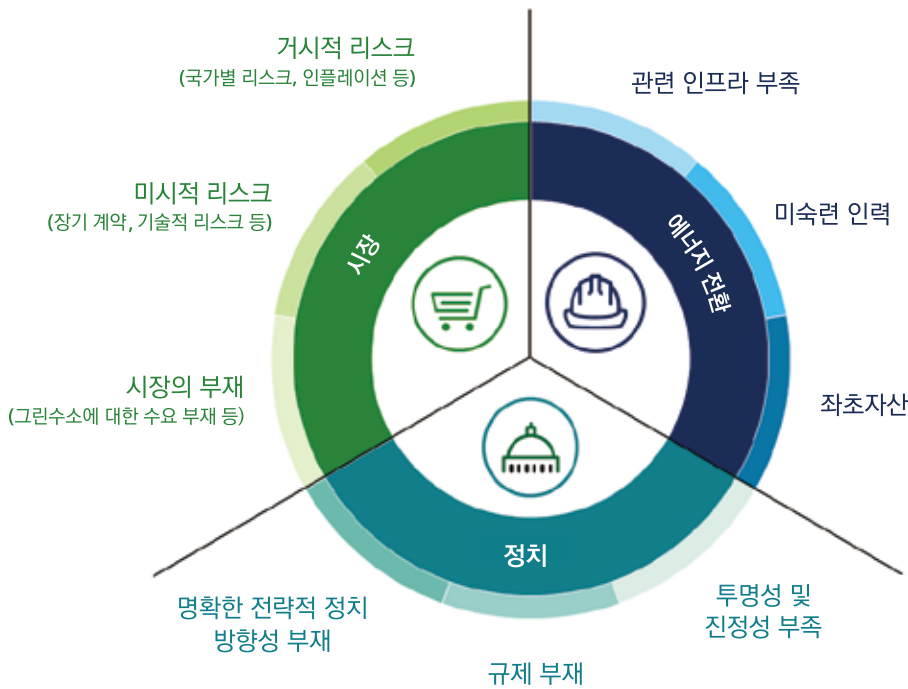 거시적 리스크
(국가별 리스크, 인플레이션 등)
관련 인프라 부족
미시적 리스크
(장기 계약, 기술적 리스크 등)
미숙련 인력
시장
에너지 전환
시장의 부재
(그린수소에 대한 수요 부재 등)
좌초자산
정치
명확한 전략적 정치
방향성 부재
투명성 및
진정성 부족
규제 부재